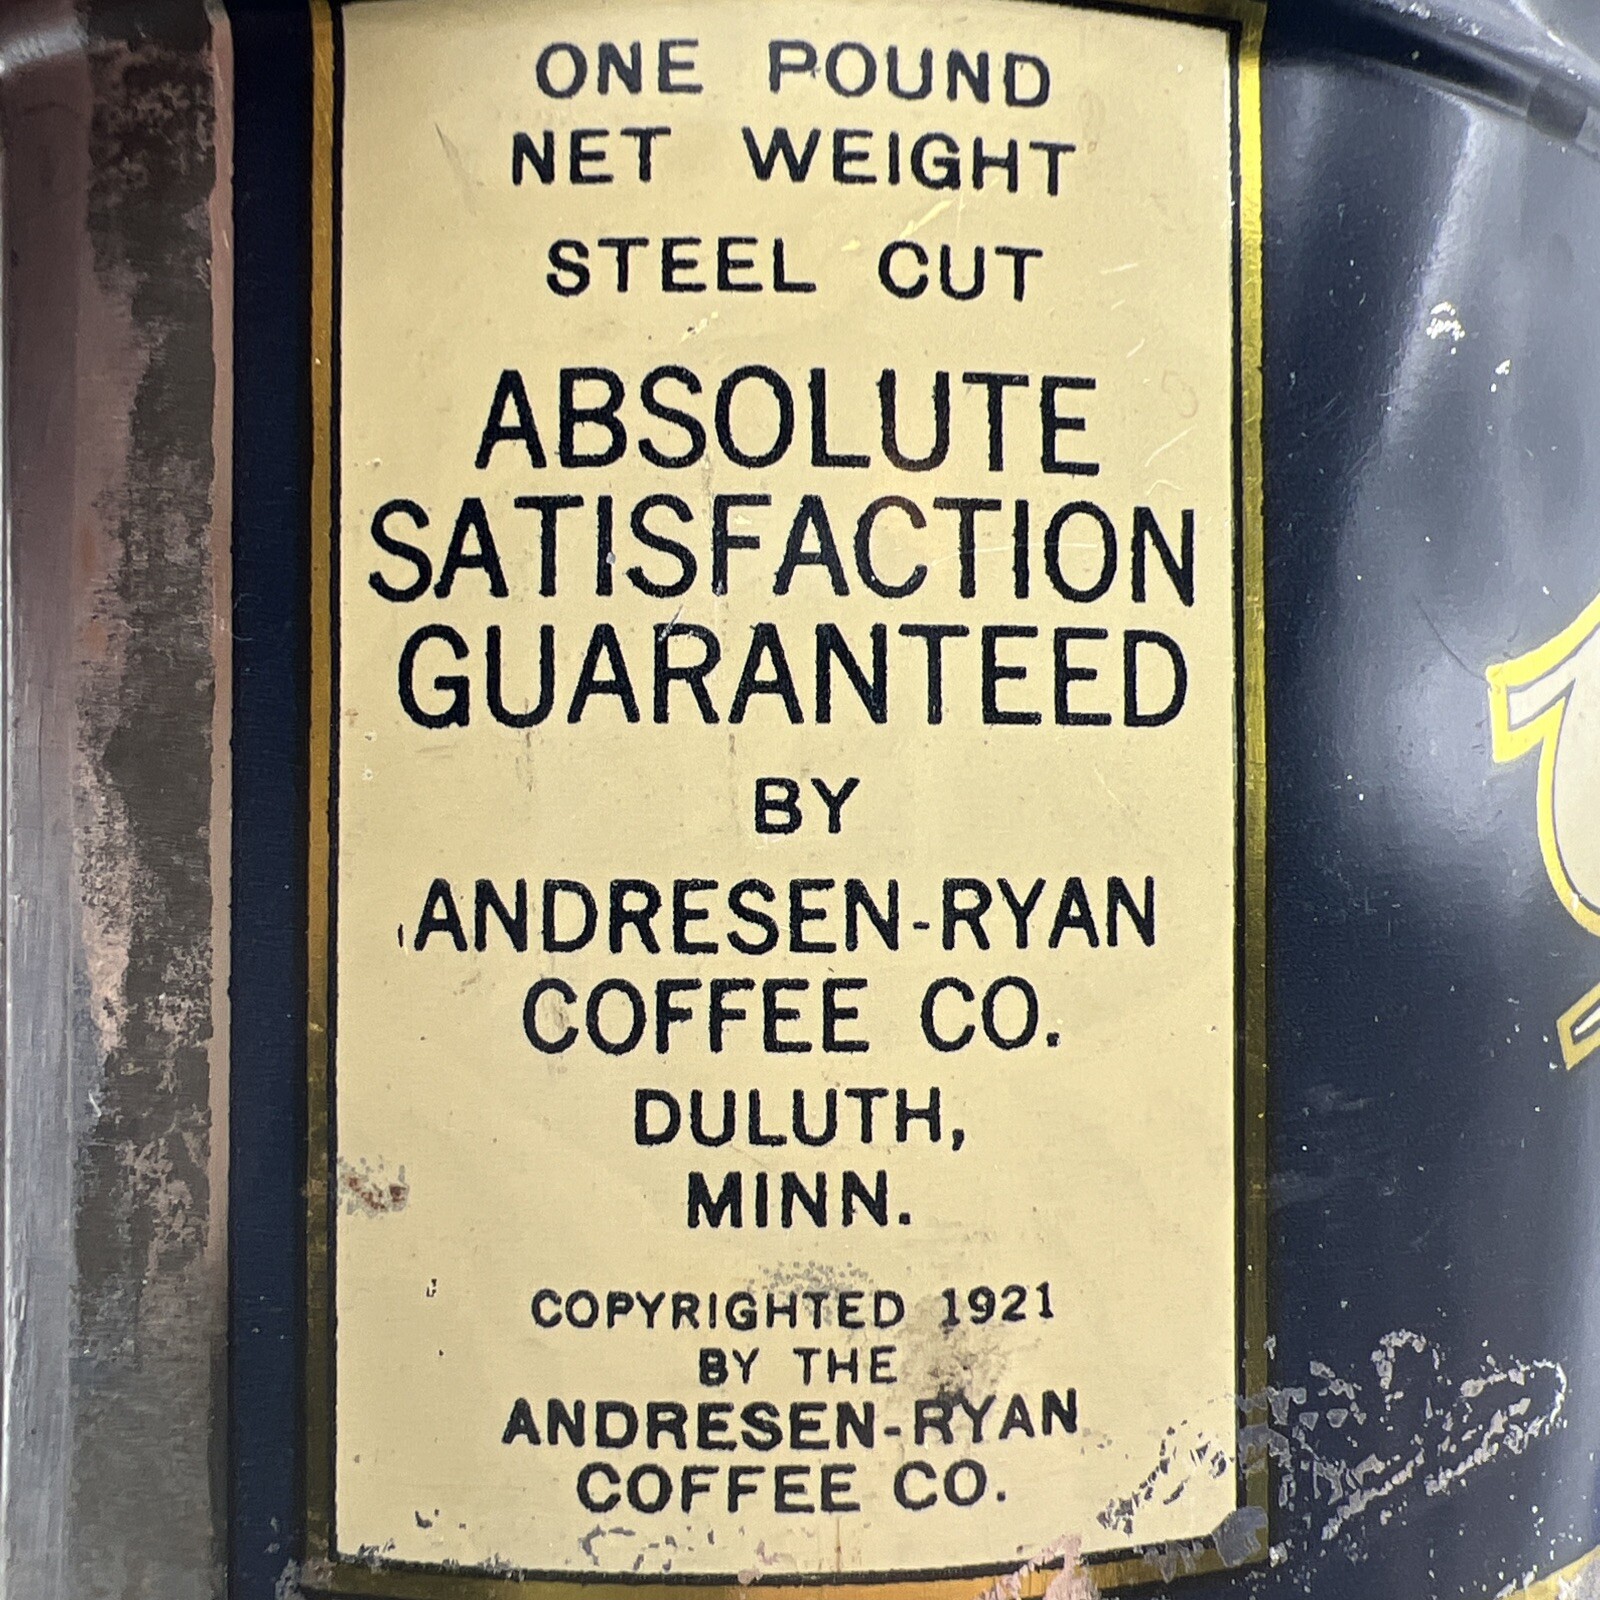 ONE POUND
NET WEIGHT
STEEL CUT
ABSOLUTE
SATISFACTION
GUARANTEED
BY
ANDRESEN-RYAN
COFFEE CO.
DULUTH,
MINN.
COPYRIGHTED 1921
BY THE
ANDRESEN-RYAN
COFFEE CO.